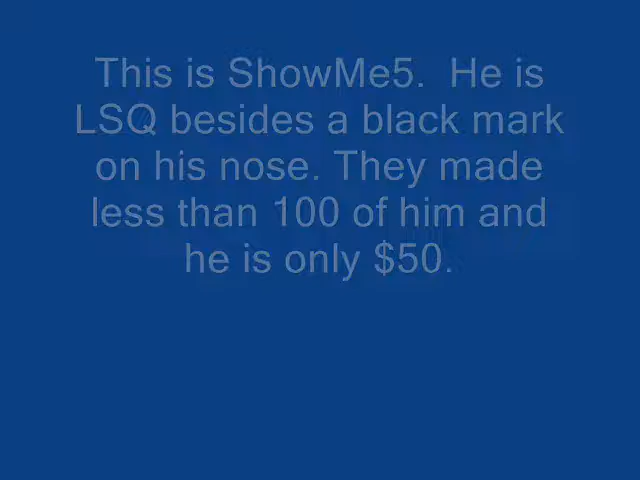 This is ShowMe5.  He is
LSQ besides a black mark
on his nose. They made
less than 100 of him and
he is only $50.